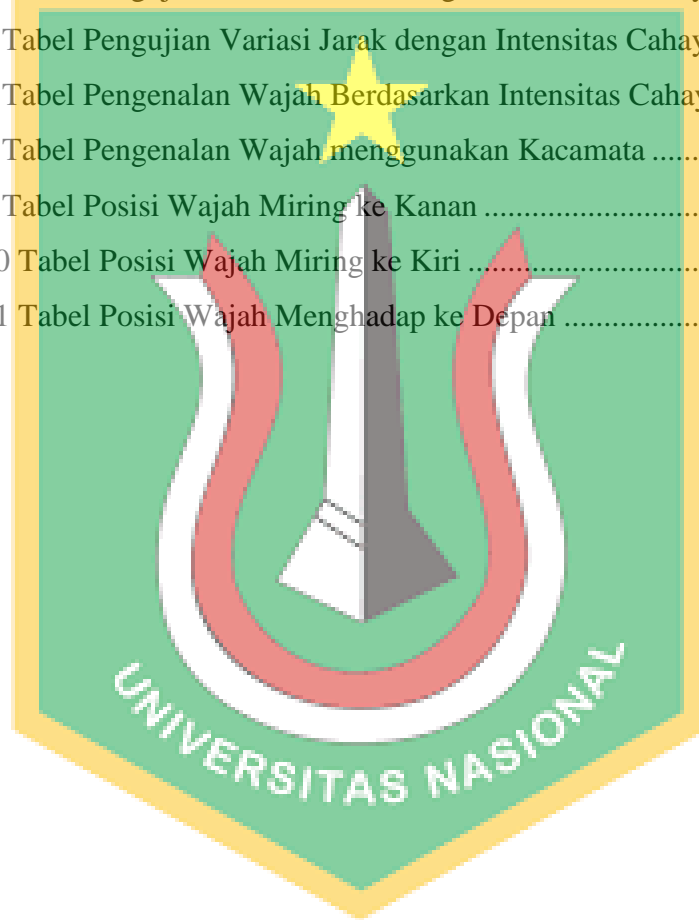 Tabel Pengujian Variasi Jarak dengan Intensitas Cahay
Tabel Pengenalan Wajah Berdasarkan Intensitas Cahay
Tabel Pengenalan Wajah menggunakan Kacamata ........
Tabel Posisi Wajah Miring ke Kanan ..............................
0 Tabel Posisi Wajah Miring ke Kiri ................................
1 Tabel Posisi Wajah Menghadap ke Depan ....................
UNIVERSITAS NASIONAL